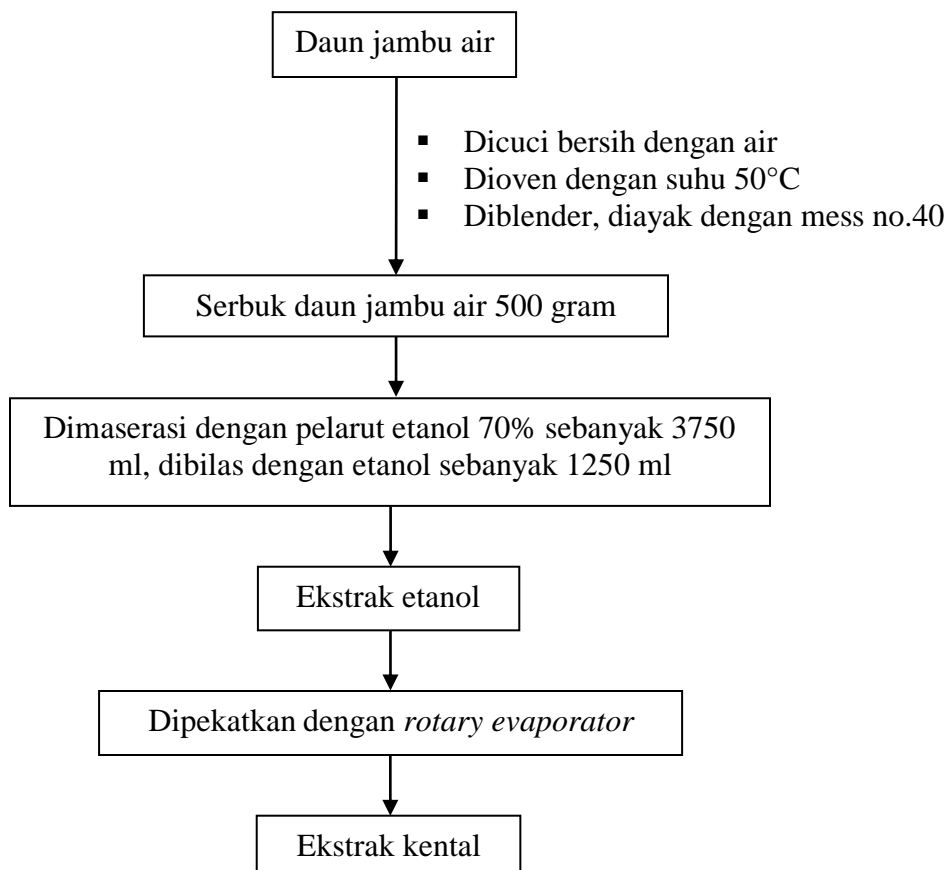 Daun jambu air
▪ Dicuci bersih dengan air
▪ Dioven dengan suhu 50°C
▪ Diblender, diayak dengan mess no.40
Serbuk daun jambu air 500 gram
Dimaserasi dengan pelarut etanol 70% sebanyak 3750
ml, dibilas dengan etanol sebanyak 1250 ml
Ekstrak etanol
Dipekatkan dengan rotary evaporator
Ekstrak kental